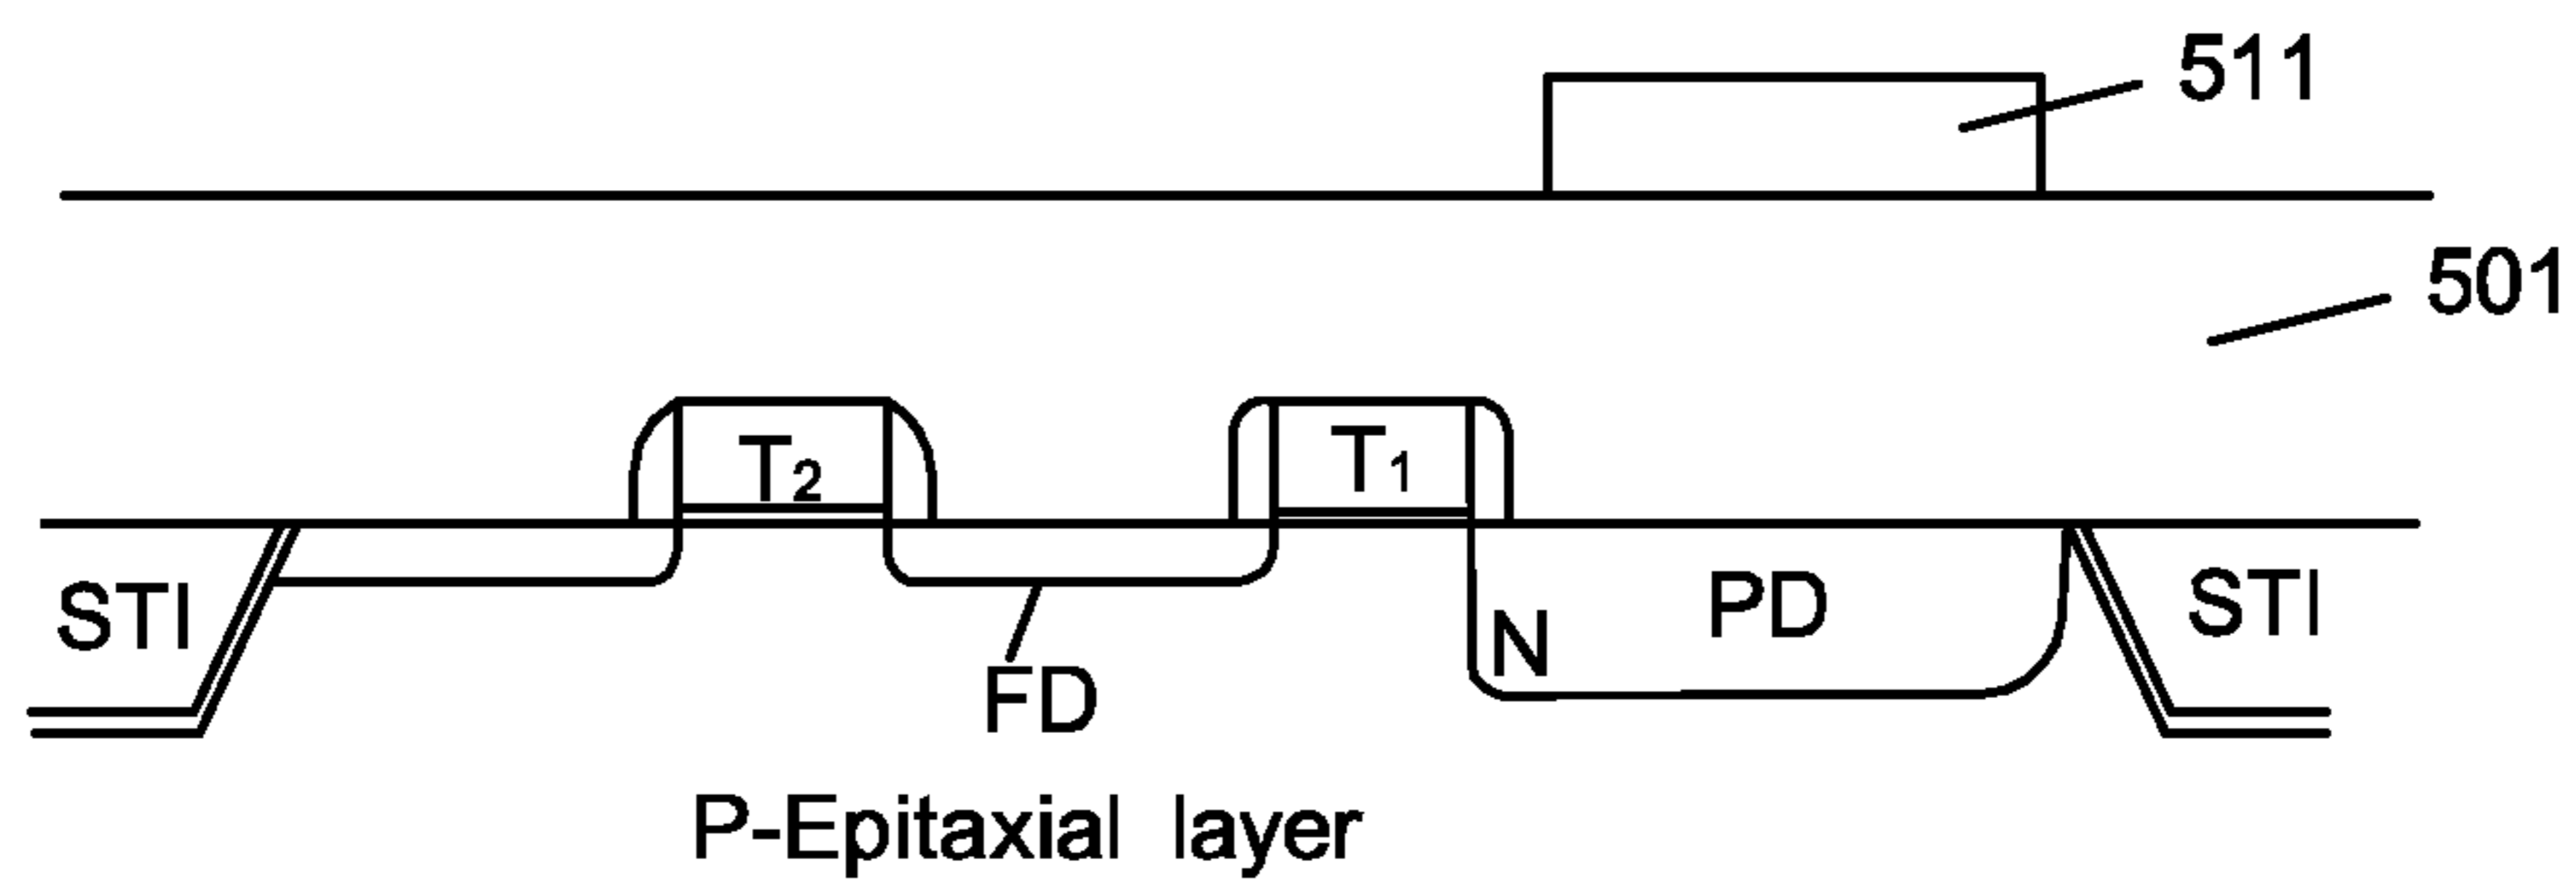 511
501
T2
T1
STI
PD
STI
N
FD
P-Epitaxial layer